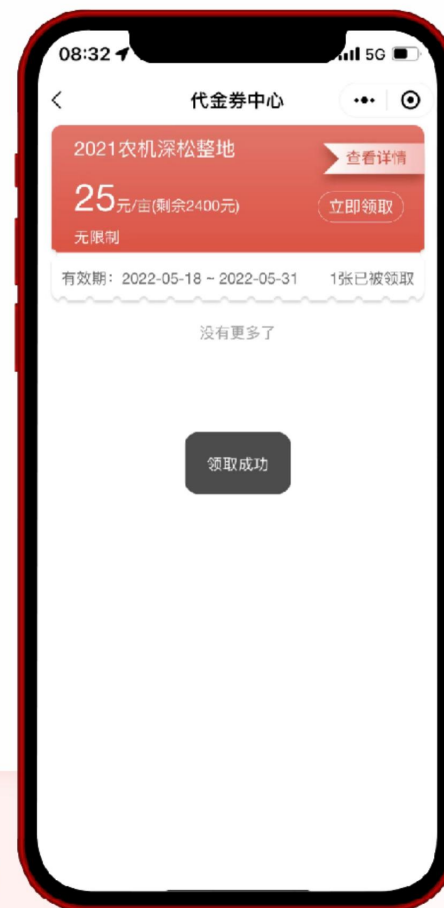 08:32 5G
代金券中心
2021农机深松整地
查看详情
25元/亩(剩余2400元)
立即领取
无限制
有效期：2022-05-18 ~ 2022-05-31 1张已被领取
没有更多了
领取成功